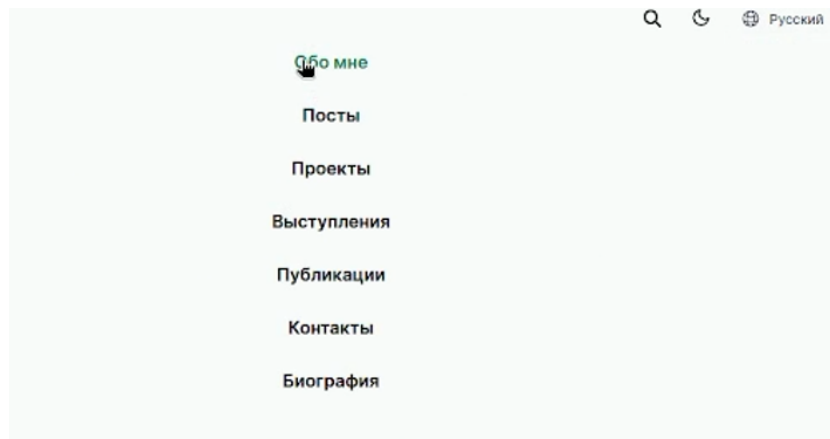 Русский
Обо мне
Посты
Проекты
Выступления
Публикации
Контакты
Биография